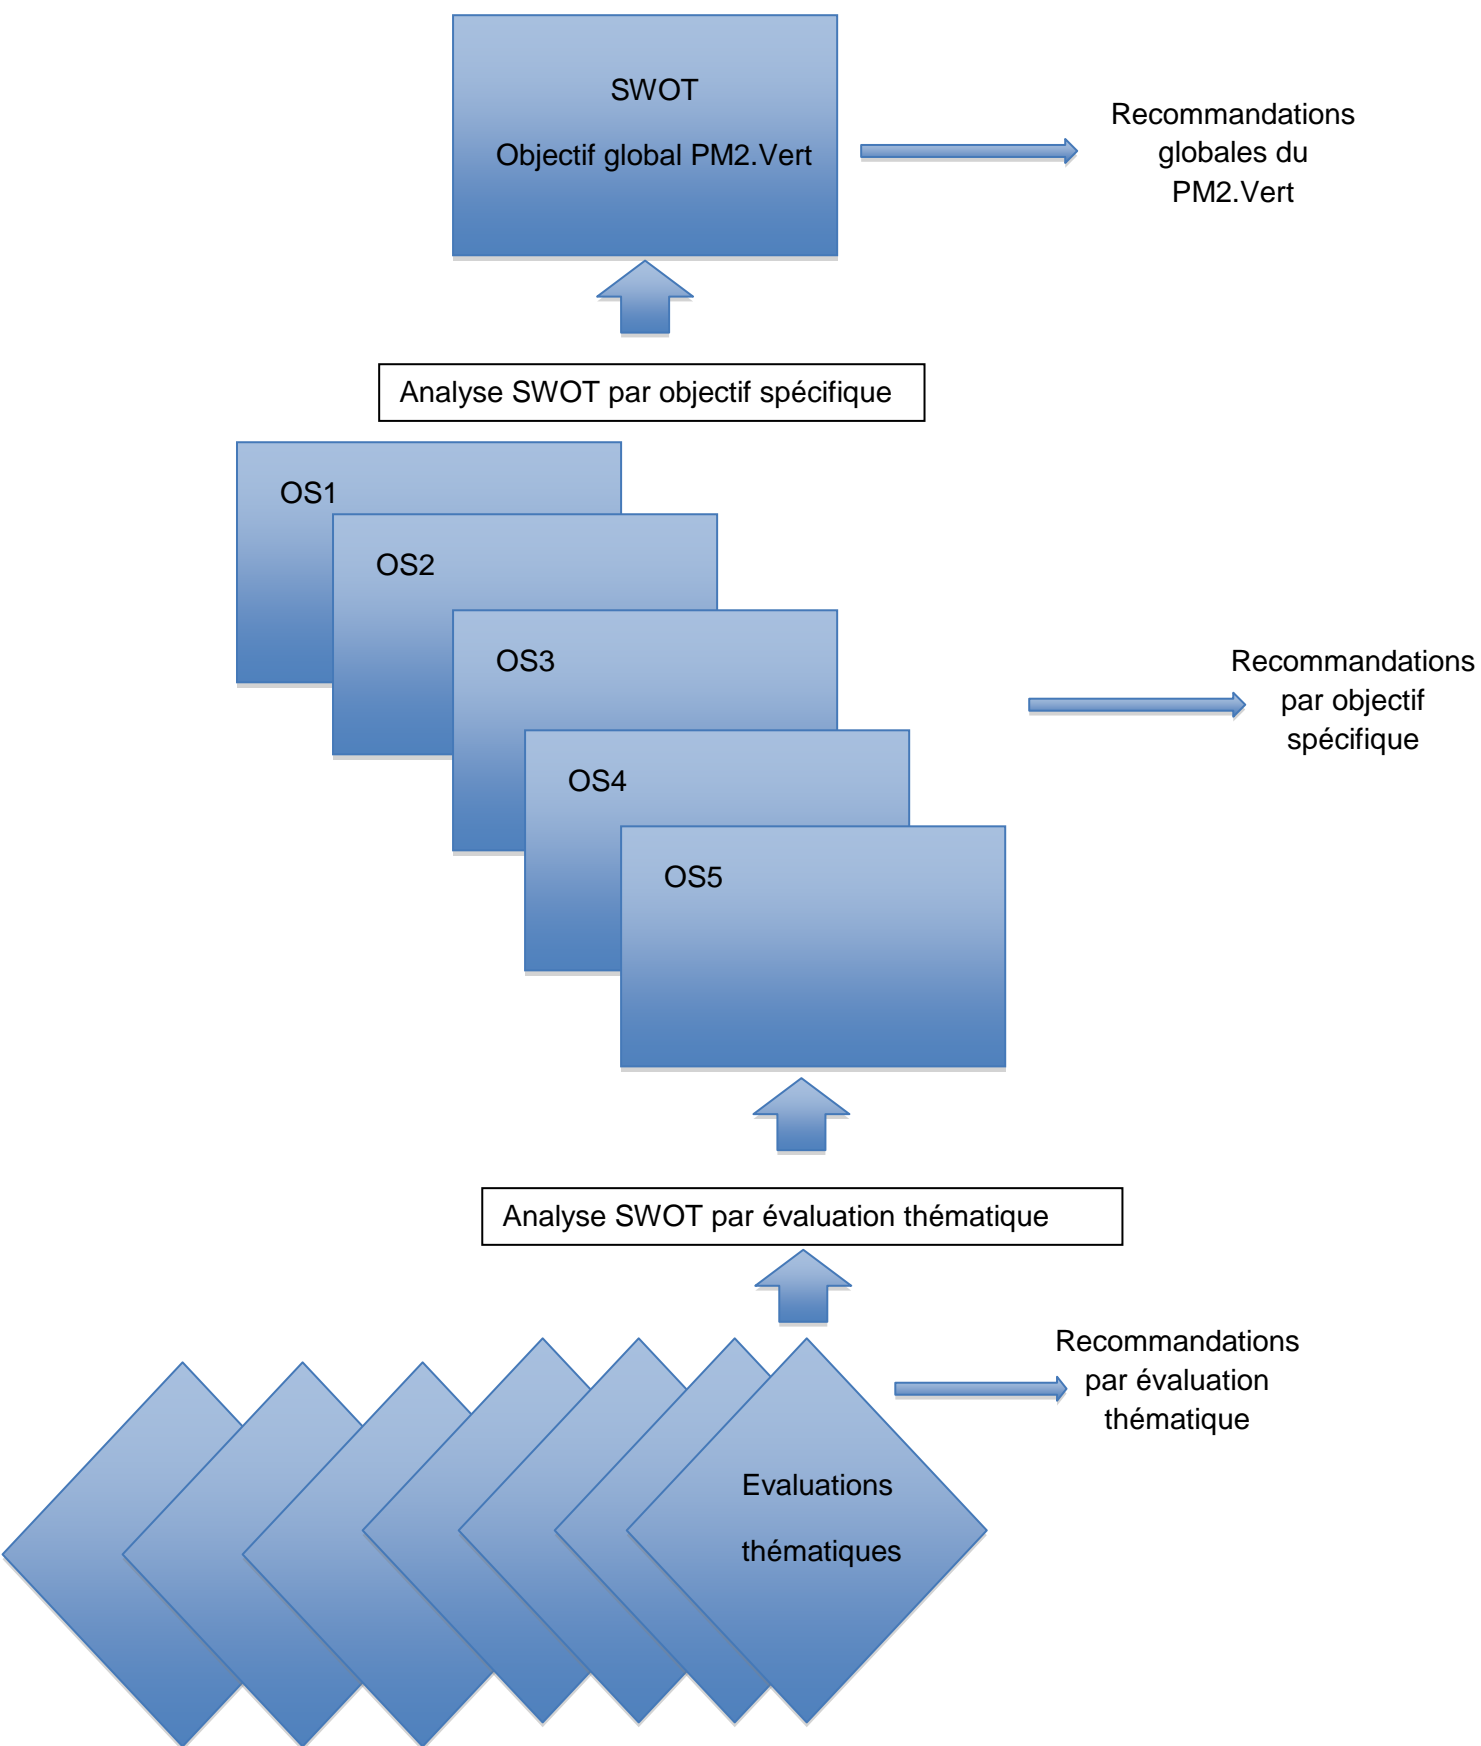 SWOT
Objectif global PM2.Vert
Recommandations
globales du
PM2.Vert
Analyse SWOT par objectif spécifique
OS1
OS2
OS3
OS4
OS5
Recommandations
par objectif
spécifique
Analyse SWOT par évaluation thématique
Recommandations
par évaluation
thématique
Evaluations
thématiques